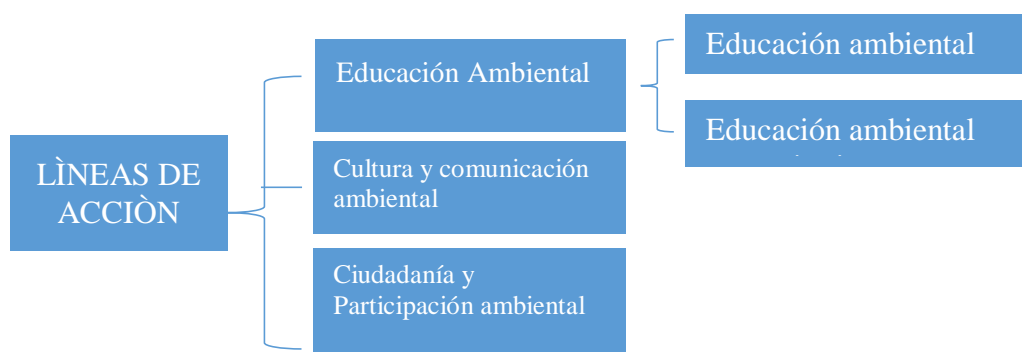 LÌNEAS DE
ACCIÒN
Educación Ambiental
Educación ambiental
Educación ambiental
Cultura y comunicación
ambiental
Ciudadanía y
Participación ambiental